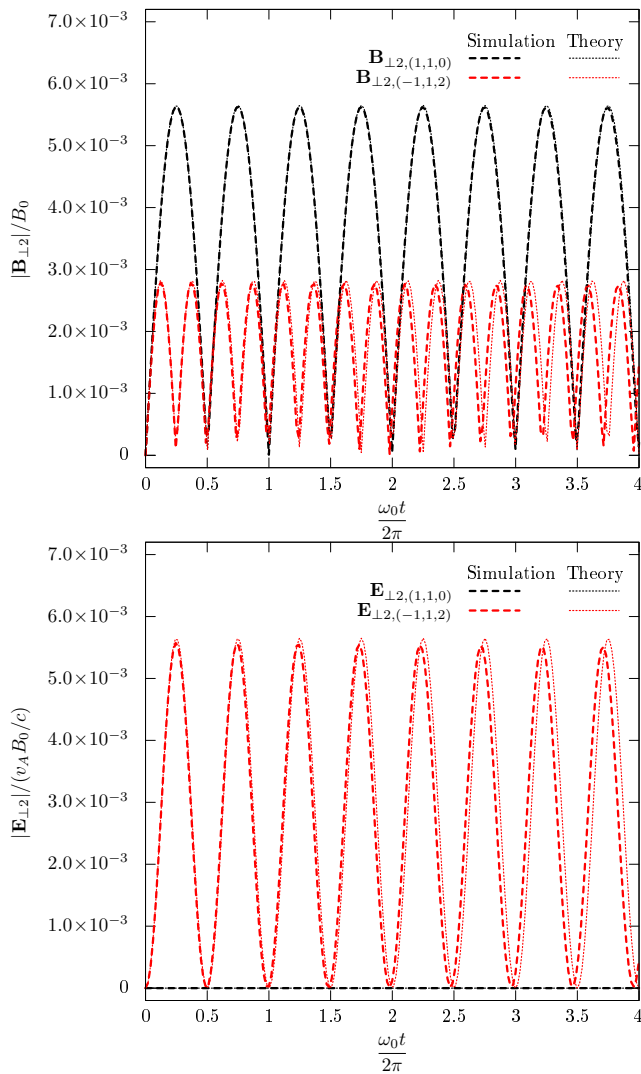 7.0×10⁻³
6.0×10⁻³
5.0×10⁻³
4.0×10⁻³
3.0×10⁻³
2.0×10⁻³
1.0×10⁻³
0
|B⊥2|/B0
Simulation Theory
B⊥2,(1,1,0)
B⊥2,(−1,1,2)
0 0.5 1 1.5 2 2.5 3 3.5 4
ω0t
2π
7.0×10⁻³
6.0×10⁻³
5.0×10⁻³
4.0×10⁻³
3.0×10⁻³
2.0×10⁻³
1.0×10⁻³
0
|E⊥2|/(vAB0/c)
Simulation Theory
E⊥2,(1,1,0)
E⊥2,(−1,1,2)
0 0.5 1 1.5 2 2.5 3 3.5 4
ω0t
2π